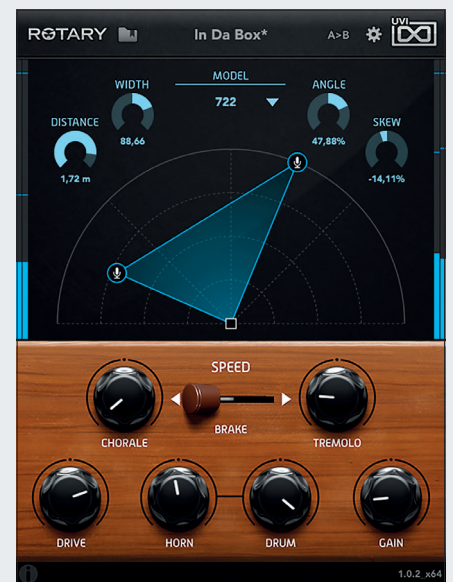 ROTARY In Da Box* A>B UVI
MODEL
WIDTH ANGLE
722
DISTANCE SKEW
88,66 47,88%
1,72 m -14,11%
SPEED
BRAKE
CHORALE TREMOLO
DRIVE HORN DRUM GAIN
1.0.2_x64